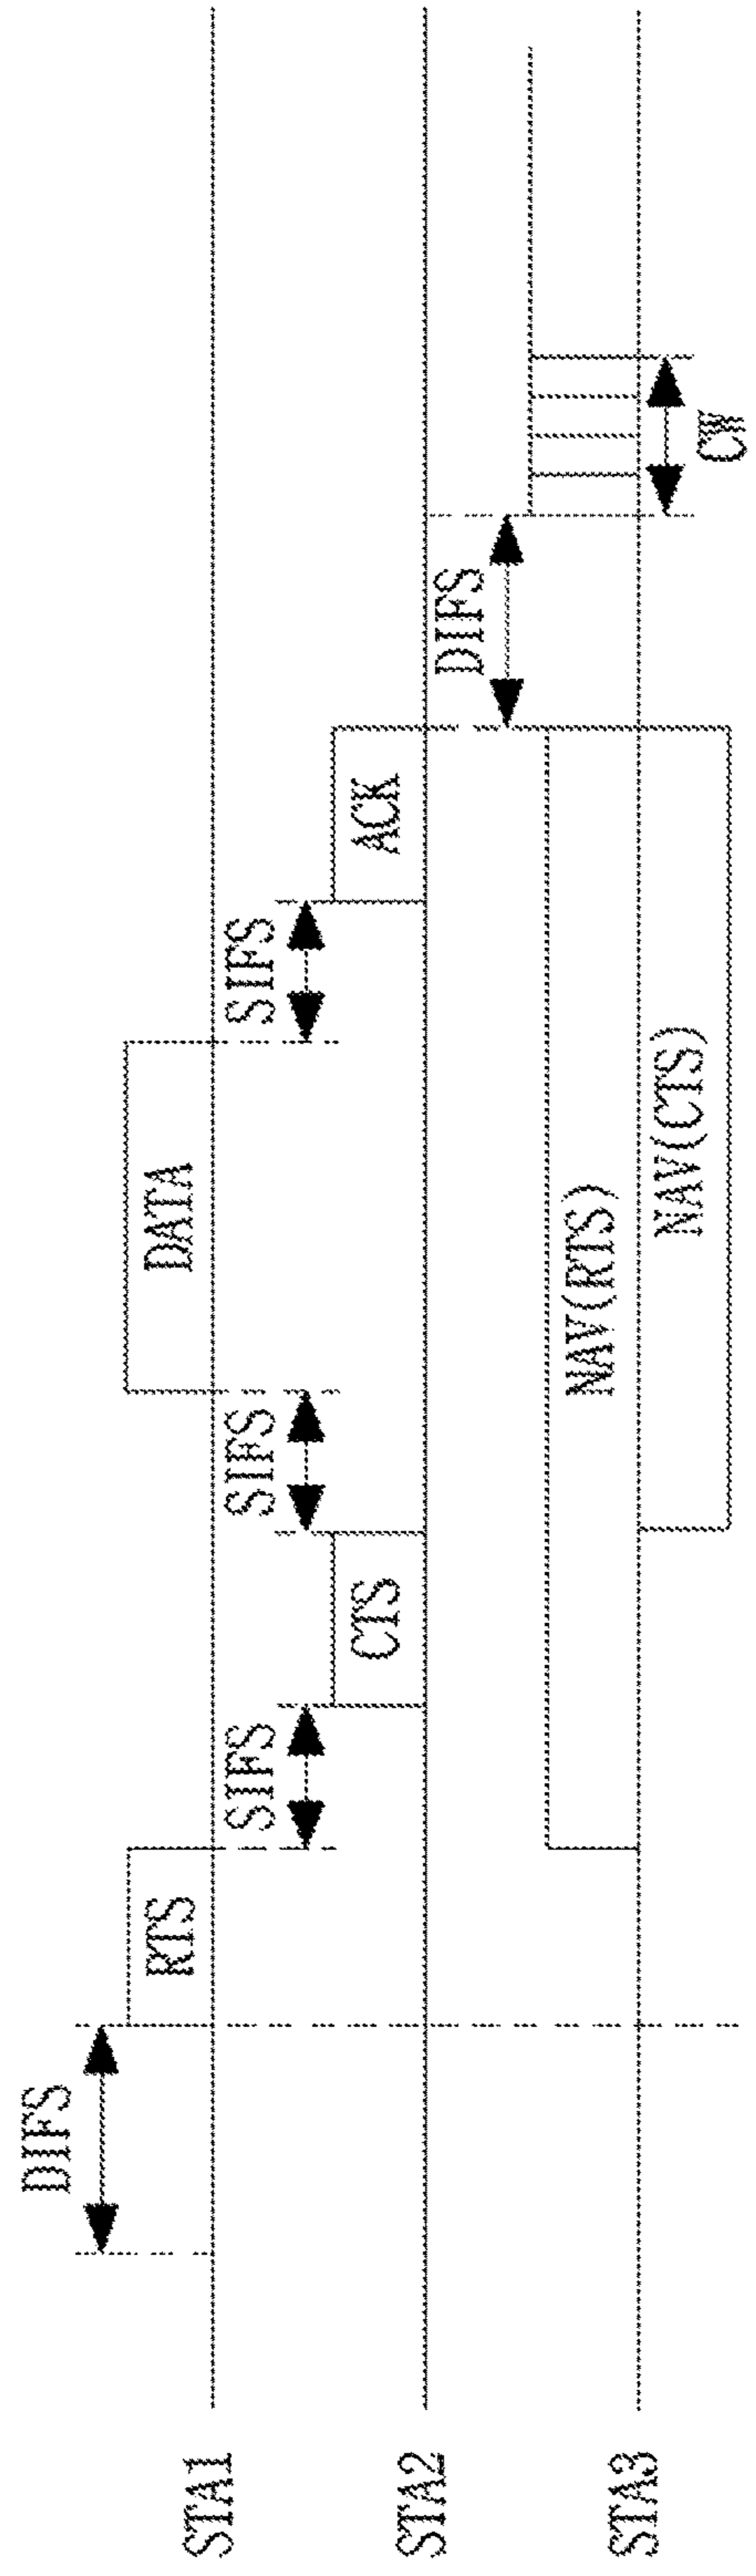 DIFS
RTS
DATA
STA1
SIFS
SIFS
SIFS
CTS
ACK
STA2
DIFS
NAV(RTS)
STA3
NAV(CTS)
CW